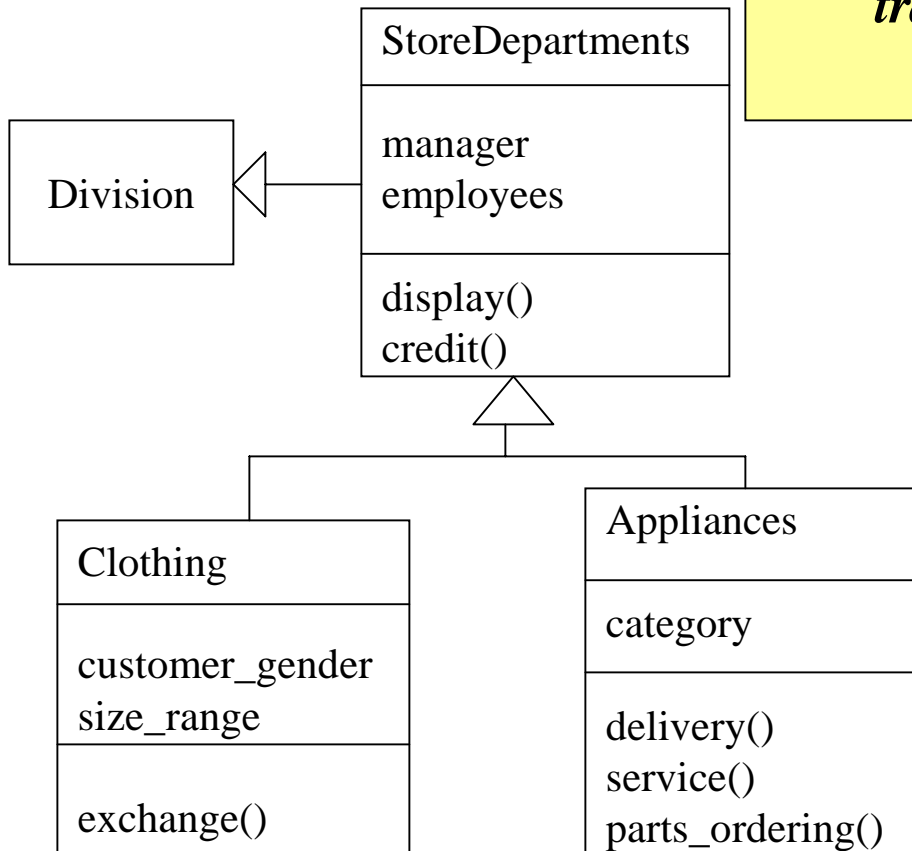 StoreDepartments
manager
employees
display()
credit()
Division
Clothing
customer_gender
size_range
exchange()
Appliances
category
delivery()
service()
parts_ordering()